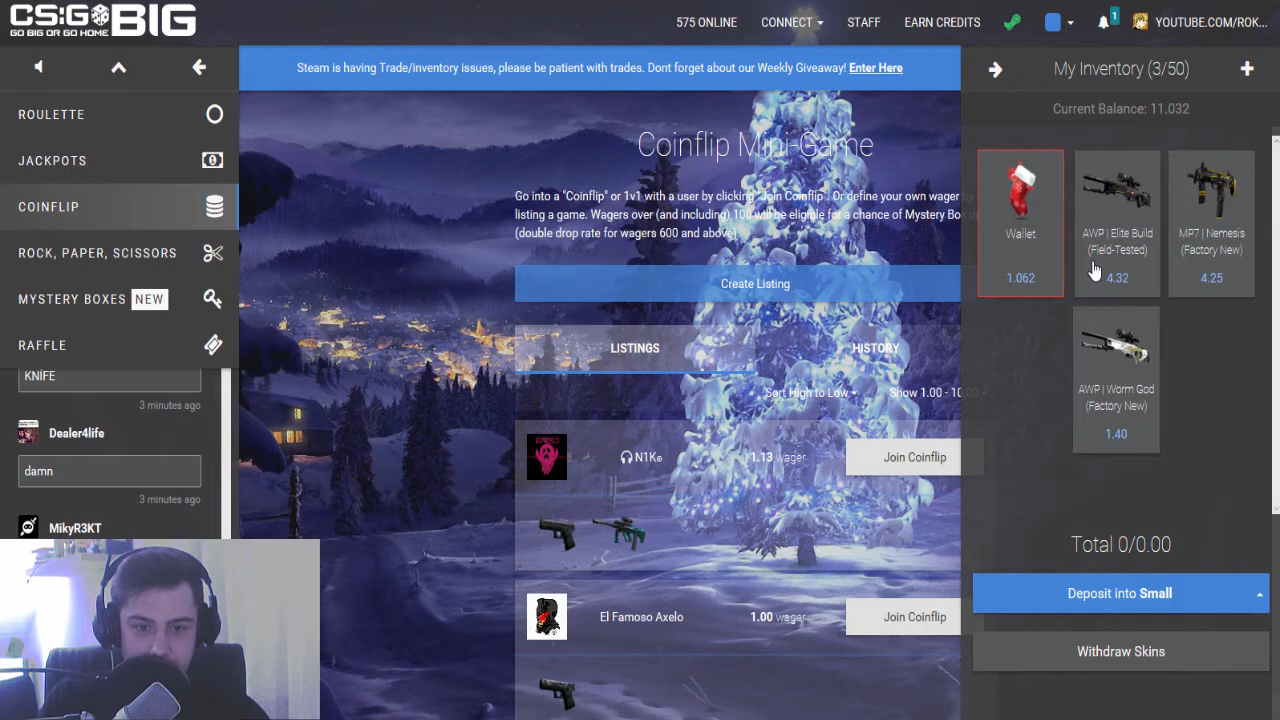 CS:GO BIG
GO BIG OR GO HOME
575 ONLINE
CONNECT
STAFF
EARN CREDITS
1
YOUTUBE.COM/ROK...
Steam is having Trade/inventory issues, please be patient with trades. Dont forget about our Weekly Giveaway! Enter Here
ROULETTE
JACKPOTS
COINFLIP
ROCK, PAPER, SCISSORS
MYSTERY BOXES NEW
RAFFLE
KNIFE
3 minutes ago
Dealer4life
damn
3 minutes ago
MikyR3KT
Coinflip Mini-Game
Go into a "Coinflip" or 1v1 with a user by clicking "Join Coinflip". Or define your own wager by
listing a game. Wagers over (and including) 100 will be eligible for a chance of Mystery Box
(double drop rate for wagers 600 and above)
Create Listing
LISTINGS
HISTORY
Sort High to Low
Show 1.00 - 10.00
N1K
1.13 wager
Join Coinflip
El Famoso Axelo
1.00 wager
Join Coinflip
My Inventory (3/50)
Current Balance: 11.032
Wallet
1.062
AWP | Elite Build
(Field-Tested)
4.32
MP7 | Nemesis
(Factory New)
4.25
AWP | Worm God
(Factory New)
1.40
Total 0/0.00
Deposit into Small
Withdraw Skins